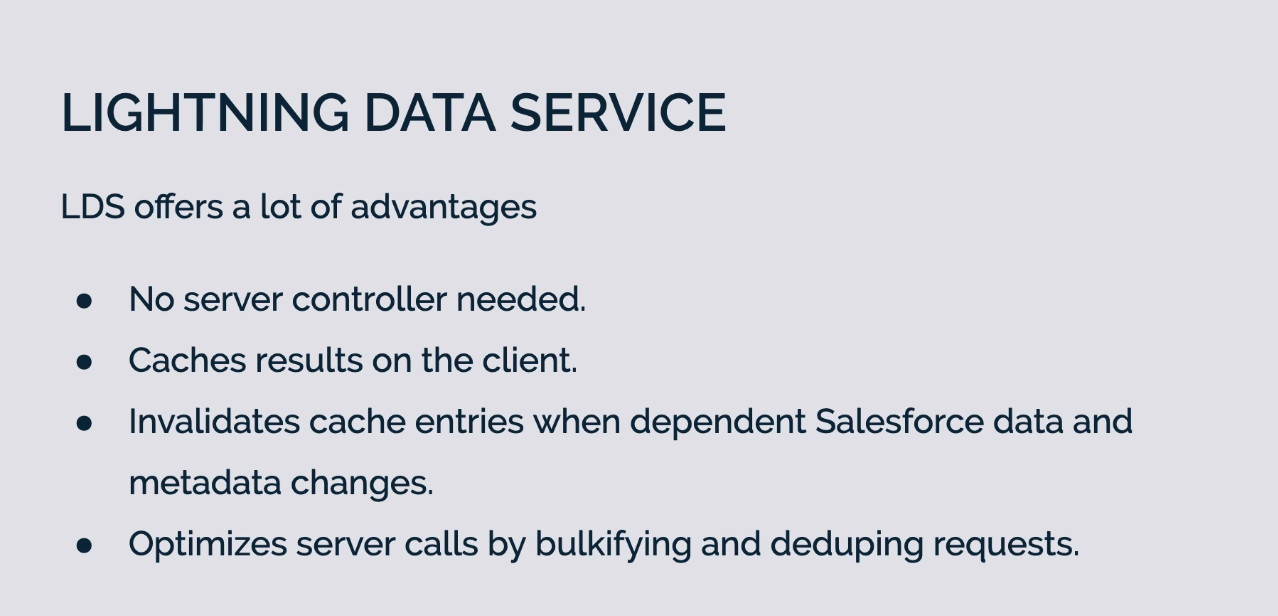 LIGHTNING DATA SERVICE
LDS offers a lot of advantages
● No server controller needed.
● Caches results on the client.
● Invalidates cache entries when dependent Salesforce data and
metadata changes.
● Optimizes server calls by bulkifying and deduping requests.